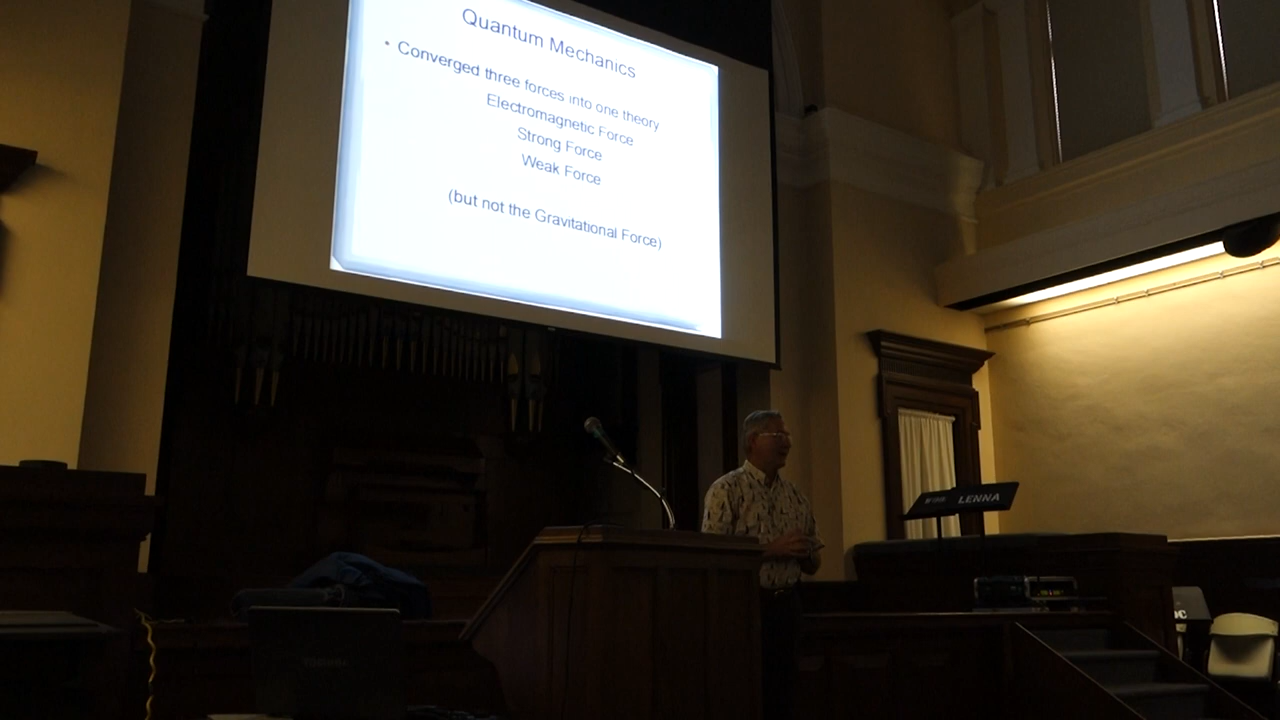 Quantum Mechanics
• Converged three forces into one theory
Electromagnetic Force
Strong Force
Weak Force
(but not the Gravitational Force)
LENNA
TOSHIBA